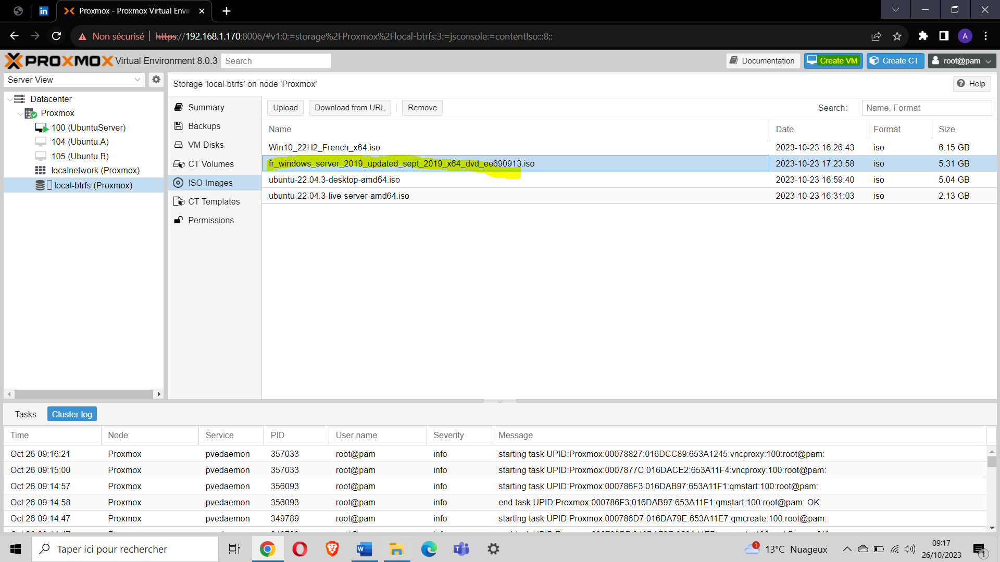 in
Proxmox - Proxmox Virtual Envir
Non sécurisé | https://192.168.1.170:8006/#v1:0:=storage%2FProxmox%2Flocal-btrfs:3:=jsconsole:=contentIso:::8::
A
PROXMOX Virtual Environment 8.0.3
Search
Documentation
Create VM
Create CT
root@pam
Server View
Storage 'local-btrfs' on node 'Proxmox'
Help
Datacenter
Proxmox
100 (UbuntuServer)
104 (Ubuntu.A)
105 (Ubuntu.B)
localnetwork (Proxmox)
local-btrfs (Proxmox)
Summary
Backups
VM Disks
CT Volumes
ISO Images
CT Templates
Permissions
Upload
Download from URL
Remove
Search:
Name, Format
Name Date Format Size
Win10_22H2_French_x64.iso 2023-10-23 16:26:43 iso 6.15 GB
fr_windows_server_2019_updated_sept_2019_x64_dvd_ee690913.iso 2023-10-23 17:23:58 iso 5.31 GB
ubuntu-22.04.3-desktop-amd64.iso 2023-10-23 16:59:40 iso 5.04 GB
ubuntu-22.04.3-live-server-amd64.iso 2023-10-23 16:31:03 iso 2.13 GB
Tasks Cluster log
Time Node Service PID User name Severity Message
Oct 26 09:16:21 Proxmox pvedaemon 357033 root@pam info starting task UPID:Proxmox:00078827:016DCC89:653A1245:vncproxy:100:root@pam:
Oct 26 09:15:00 Proxmox pvedaemon 357033 root@pam info starting task UPID:Proxmox:0007877C:016DACE2:653A11F4:vncproxy:100:root@pam:
Oct 26 09:14:57 Proxmox pvedaemon 356093 root@pam info starting task UPID:Proxmox:000786F3:016DAB97:653A11F1:qmstart:100:root@pam:
Oct 26 09:14:58 Proxmox pvedaemon 356093 root@pam info end task UPID:Proxmox:000786F3:016DAB97:653A11F1:qmstart:100:root@pam: OK
Oct 26 09:14:47 Proxmox pvedaemon 349789 root@pam info starting task UPID:Proxmox:000786D7:016DA79E:653A11E7:qmcreate:100:root@pam:
Taper ici pour rechercher
1
13°C Nuageux
09:17
26/10/2023
1